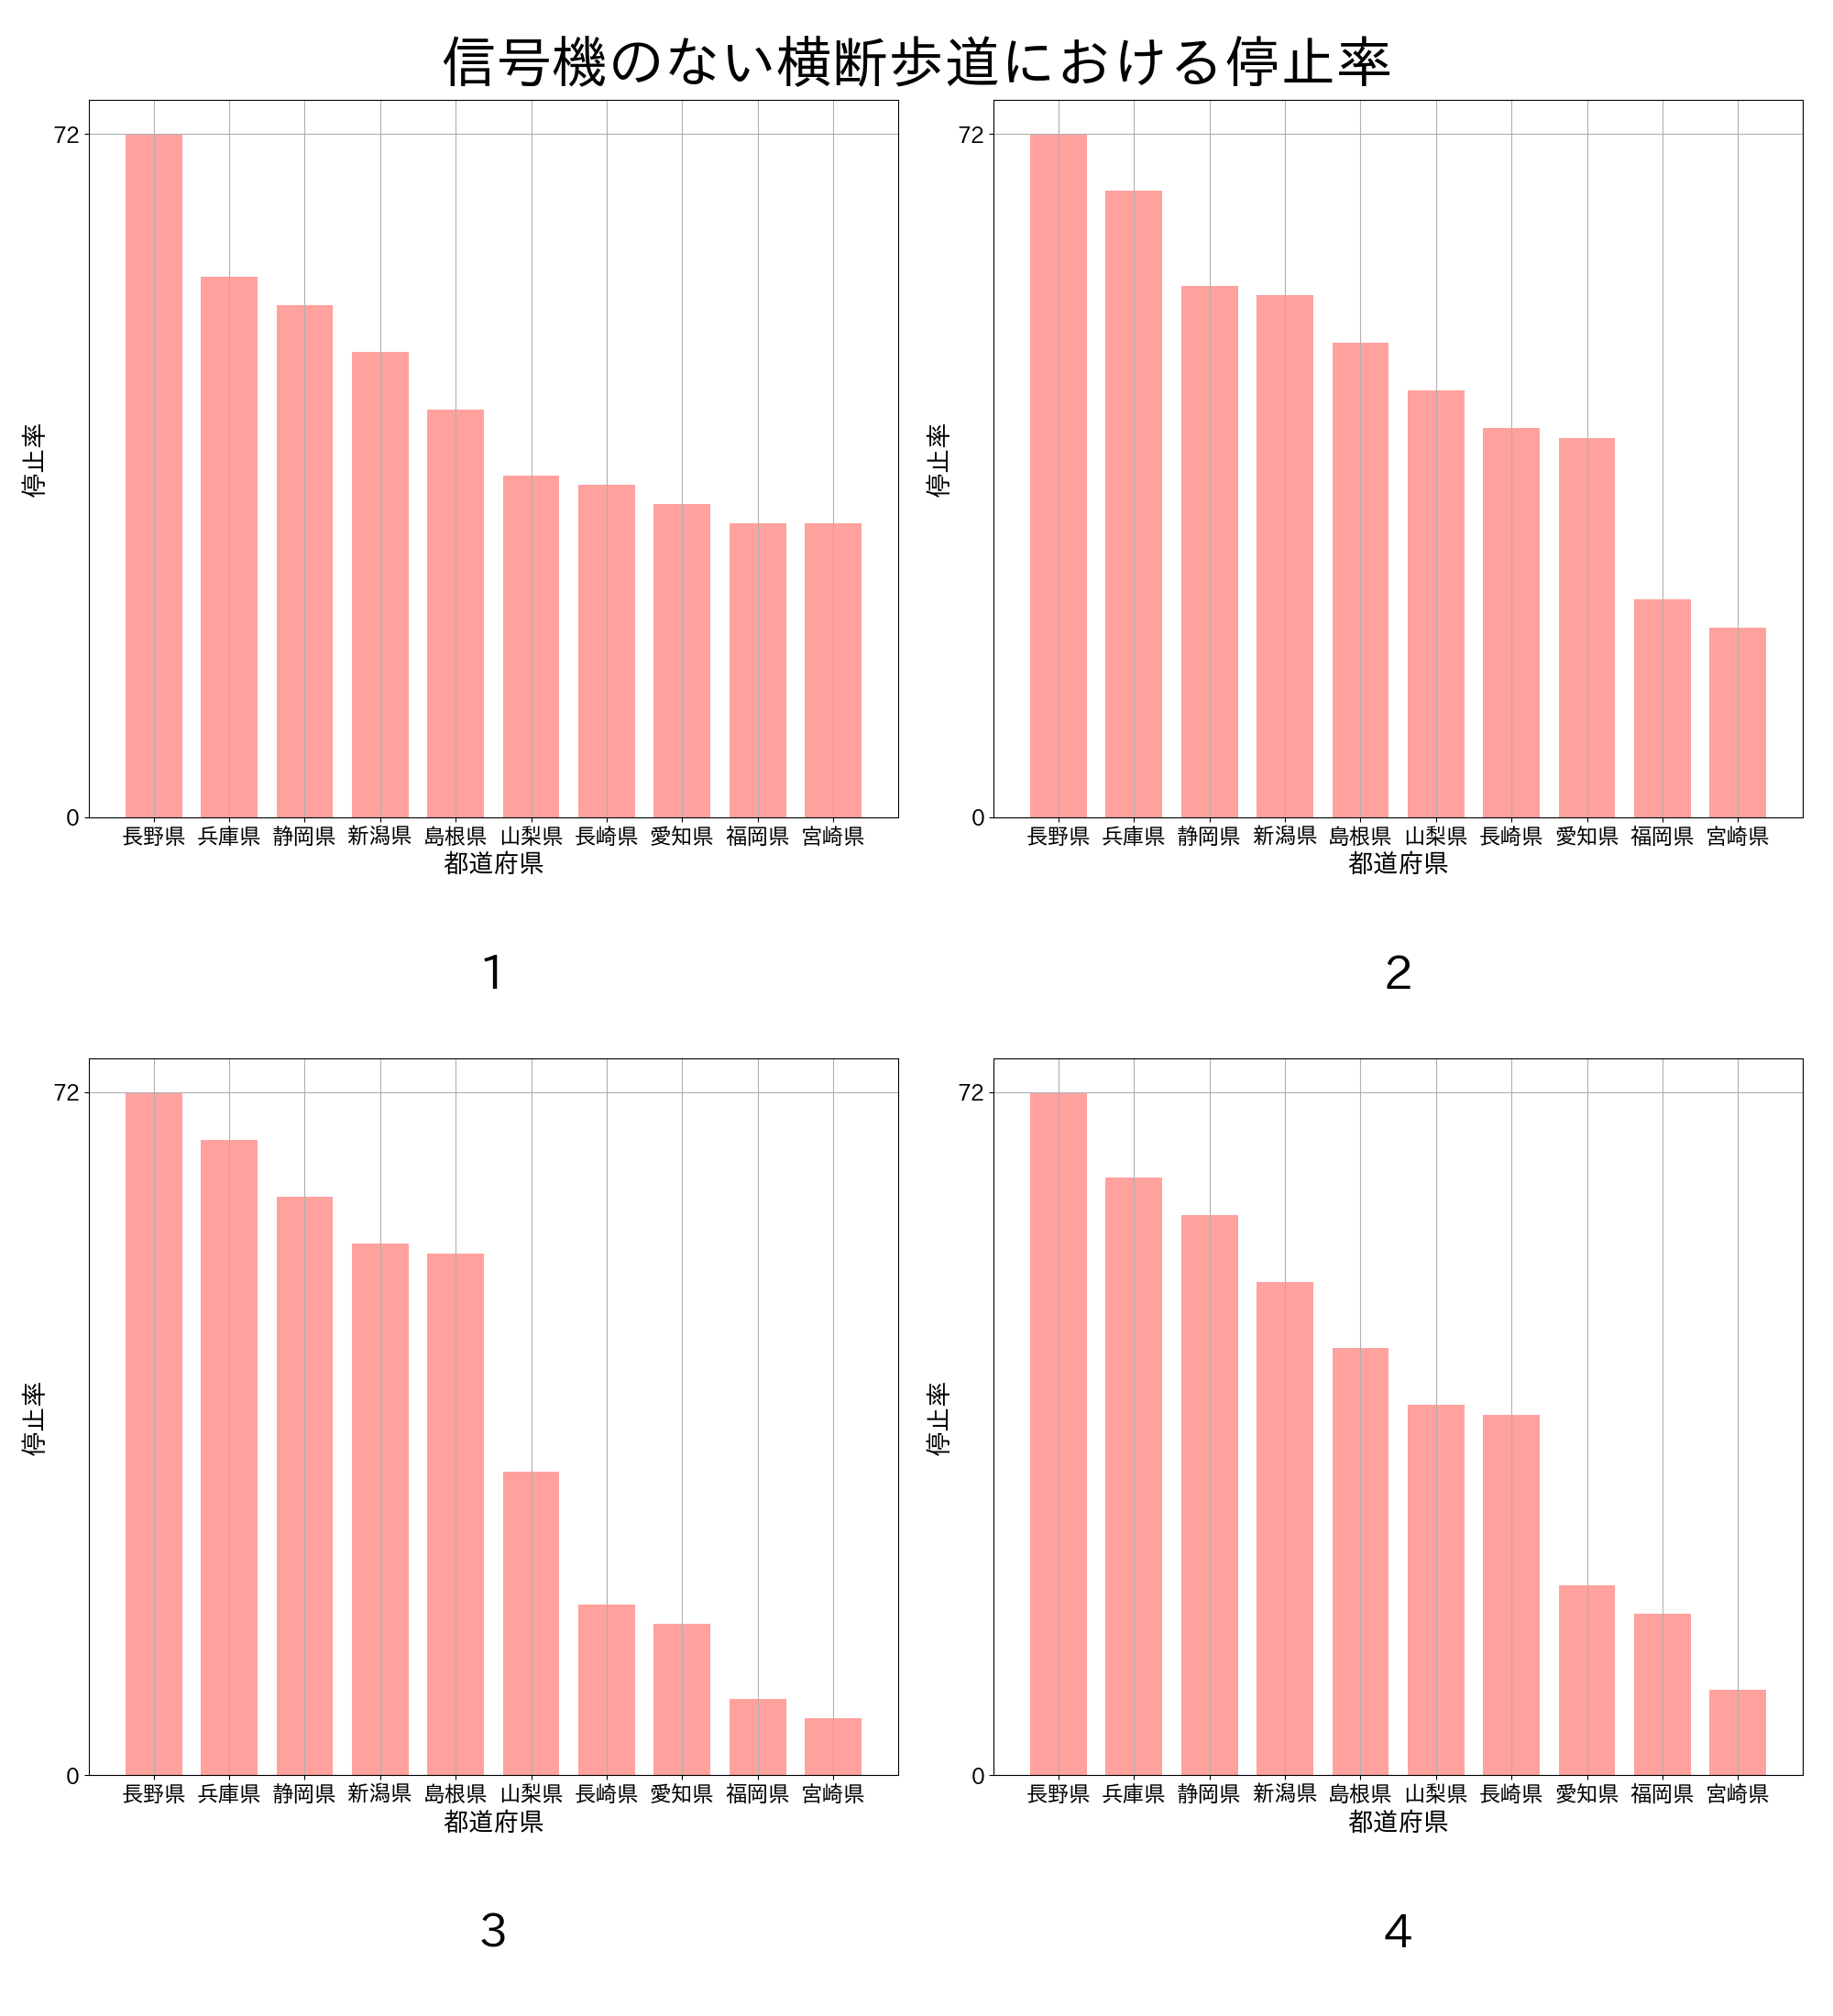 信号機のない横断歩道における停止率
72
0
停止率
長野県 兵庫県 静岡県 新潟県 島根県 山梨県 長崎県 愛知県 福岡県 宮崎県
都道府県
1
72
0
停止率
長野県 兵庫県 静岡県 新潟県 島根県 山梨県 長崎県 愛知県 福岡県 宮崎県
都道府県
2
72
0
停止率
長野県 兵庫県 静岡県 新潟県 島根県 山梨県 長崎県 愛知県 福岡県 宮崎県
都道府県
3
72
0
停止率
長野県 兵庫県 静岡県 新潟県 島根県 山梨県 長崎県 愛知県 福岡県 宮崎県
都道府県
4